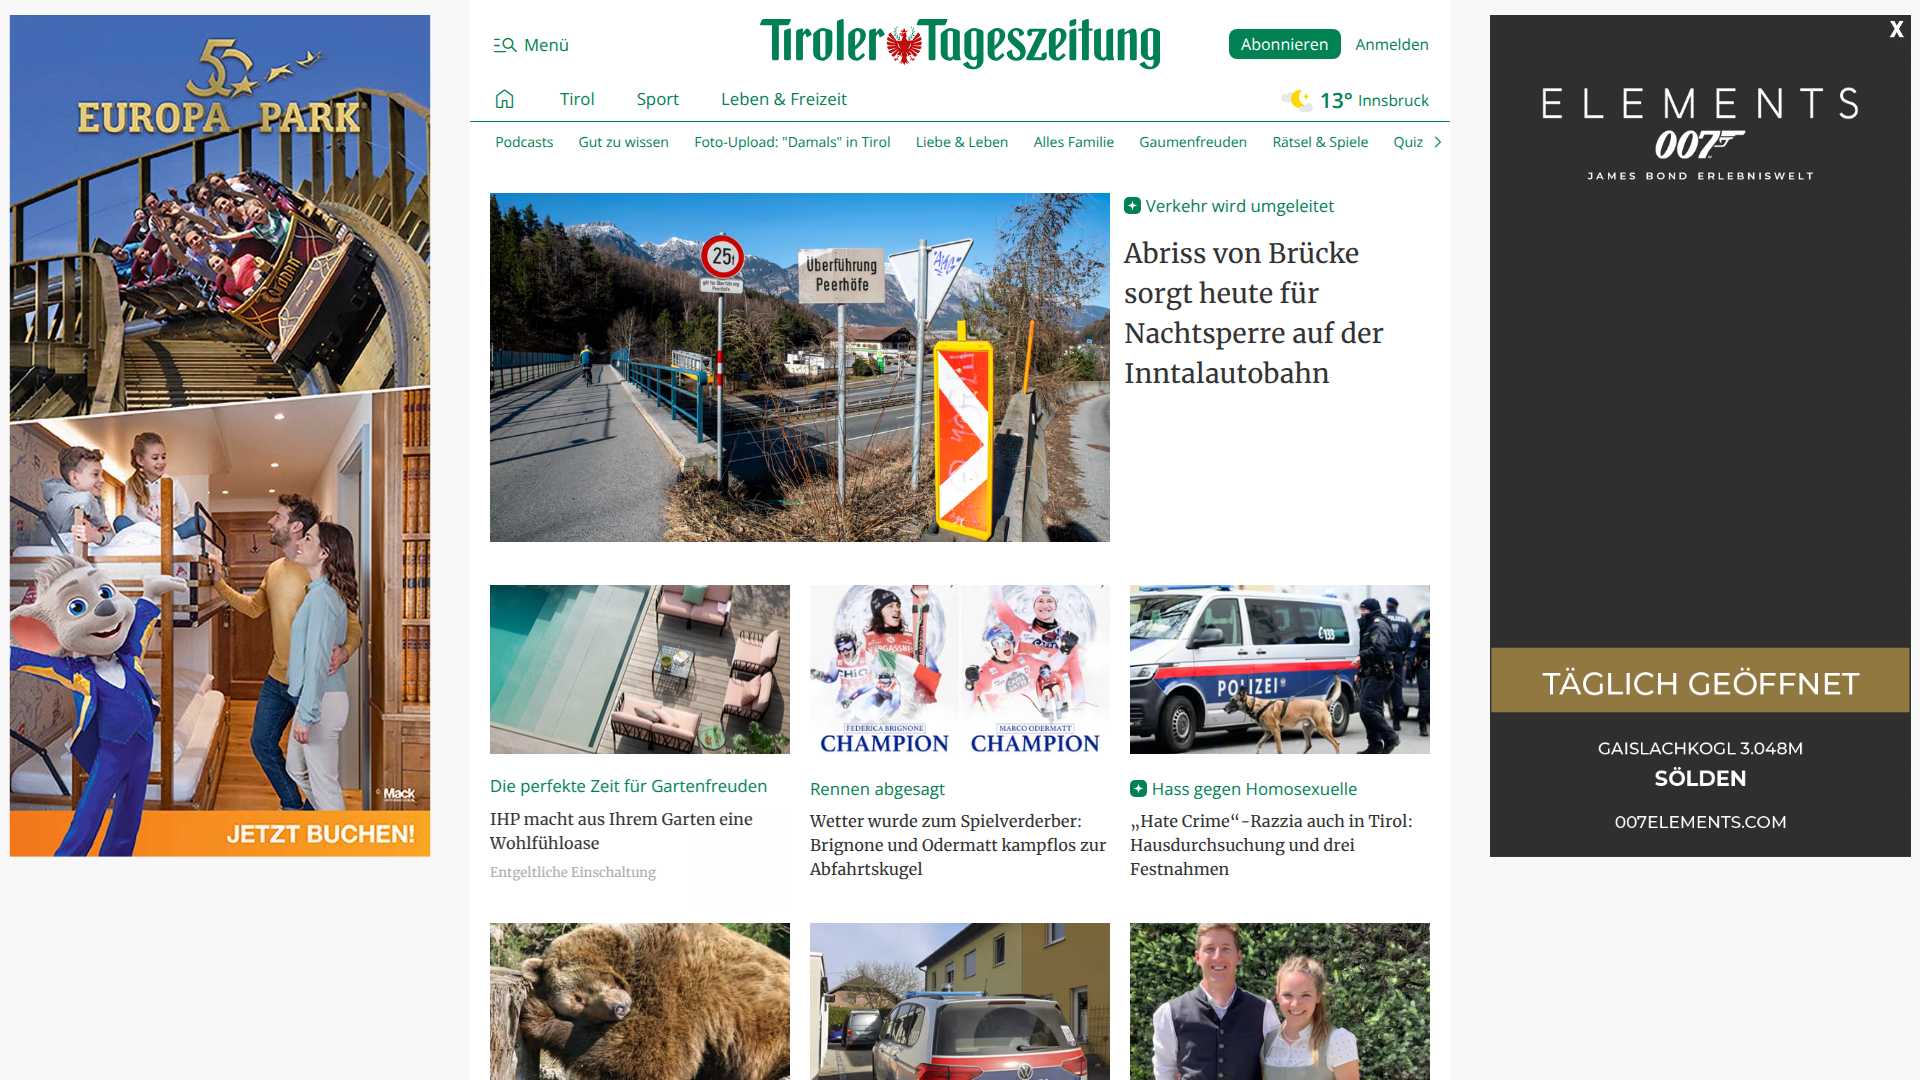 50
EUROPA PARK
© Mack
JETZT BUCHEN!
Menü
Tiroler Tageszeitung
Abonnieren
Anmelden
Tirol
Sport
Leben & Freizeit
13° Innsbruck
Podcasts
Gut zu wissen
Foto-Upload: "Damals" in Tirol
Liebe & Leben
Alles Familie
Gaumenfreuden
Rätsel & Spiele
Quiz
25t
Überführung
Peerhöfe
Verkehr wird umgeleitet
Abriss von Brücke
sorgt heute für
Nachtsperre auf der
Inntalautobahn
FEDERICA BRIGNONE
CHAMPION
MARCO ODERMATT
CHAMPION
133
POLIZEI
Die perfekte Zeit für Gartenfreuden
IHP macht aus Ihrem Garten eine
Wohlfühloase
Entgeltliche Einschaltung
Rennen abgesagt
Wetter wurde zum Spielverderber:
Brignone und Odermatt kampflos zur
Abfahrtskugel
Hass gegen Homosexuelle
„Hate Crime“-Razzia auch in Tirol:
Hausdurchsuchung und drei
Festnahmen
X
ELEMENTS
007
JAMES BOND ERLEBNISWELT
TÄGLICH GEÖFFNET
GAISLACHKOGL 3.048M
SÖLDEN
007ELEMENTS.COM